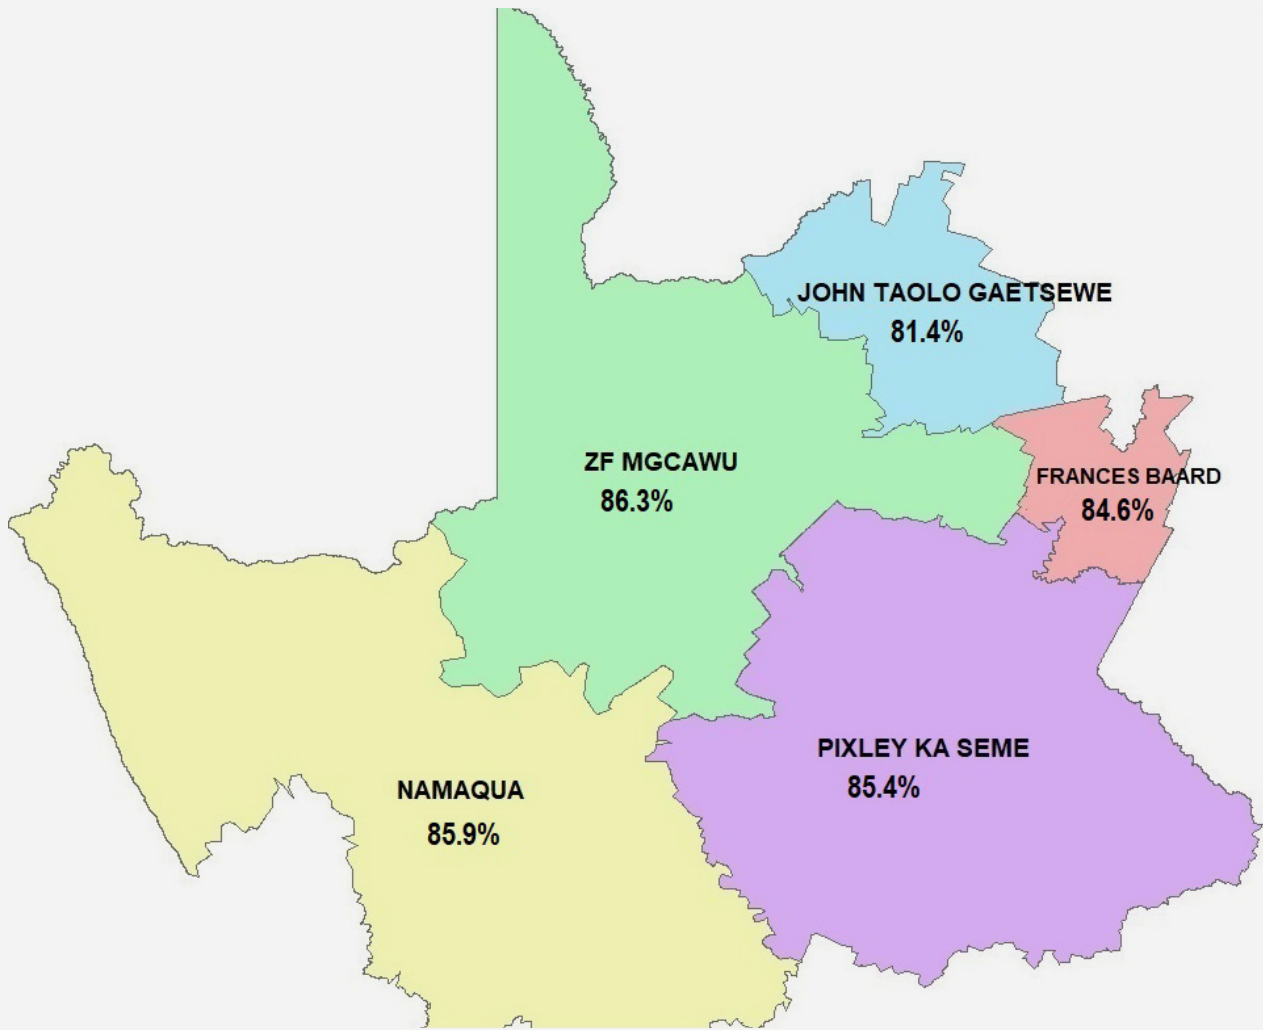 JOHN TAOLO GAETSEWE
81.4%
ZF MGCAWU
86.3%
FRANCES BAARD
84.6%
PIXLEY KA SEME
85.4%
NAMAQUA
85.9%